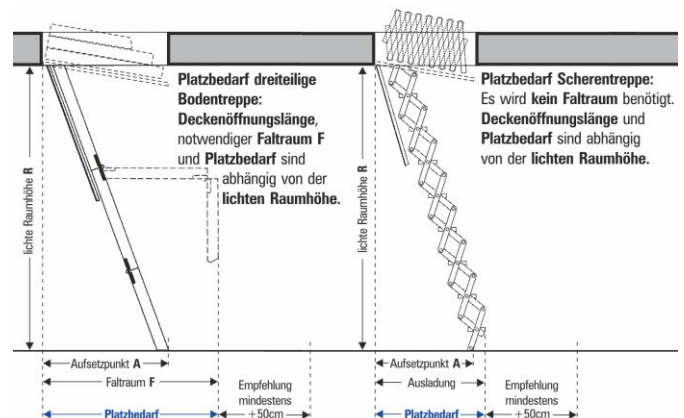 Platzbedarf dreiteilige
Bodentreppe:
Deckenöffnungslänge,
notwendiger Faltraum F
und Platzbedarf sind
abhängig von der
lichten Raumhöhe.
Platzbedarf Scherentreppe:
Es wird kein Faltraum benötigt.
Deckenöffnungslänge und
Platzbedarf sind abhängig
von der lichten Raumhöhe.
lichte Raumhöhe R
lichte Raumhöhe R
Aufsetzpunkt A
Faltraum F
Platzbedarf
Empfehlung
mindestens
+50cm
Aufsetzpunkt A
Ausladung
Platzbedarf
Empfehlung
mindestens
+50cm